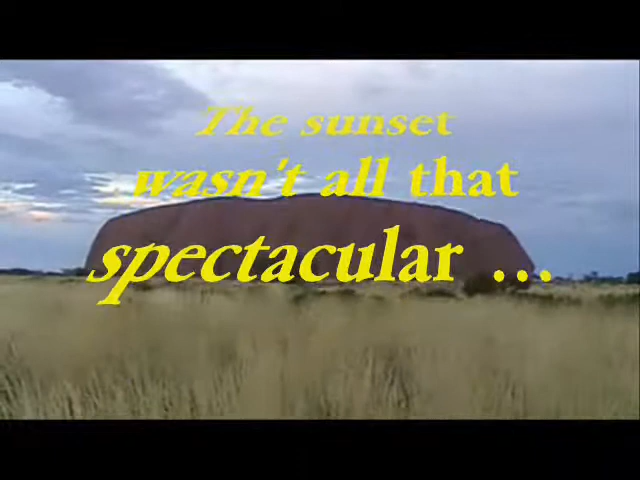 The sunset
wasn't all that
spectacular ...